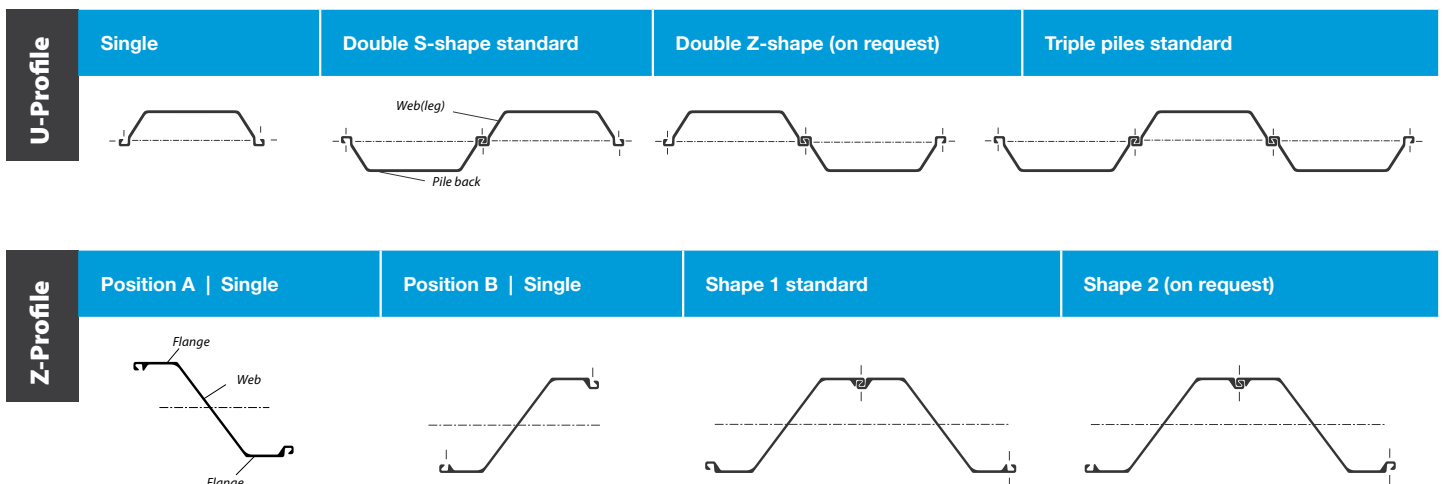 U-Profile
Single
Double S-shape standard
Double Z-shape (on request)
Triple piles standard
Web(leg)
Pile back
Z-Profile
Position A | Single
Position B | Single
Shape 1 standard
Shape 2 (on request)
Flange
Web
Flange